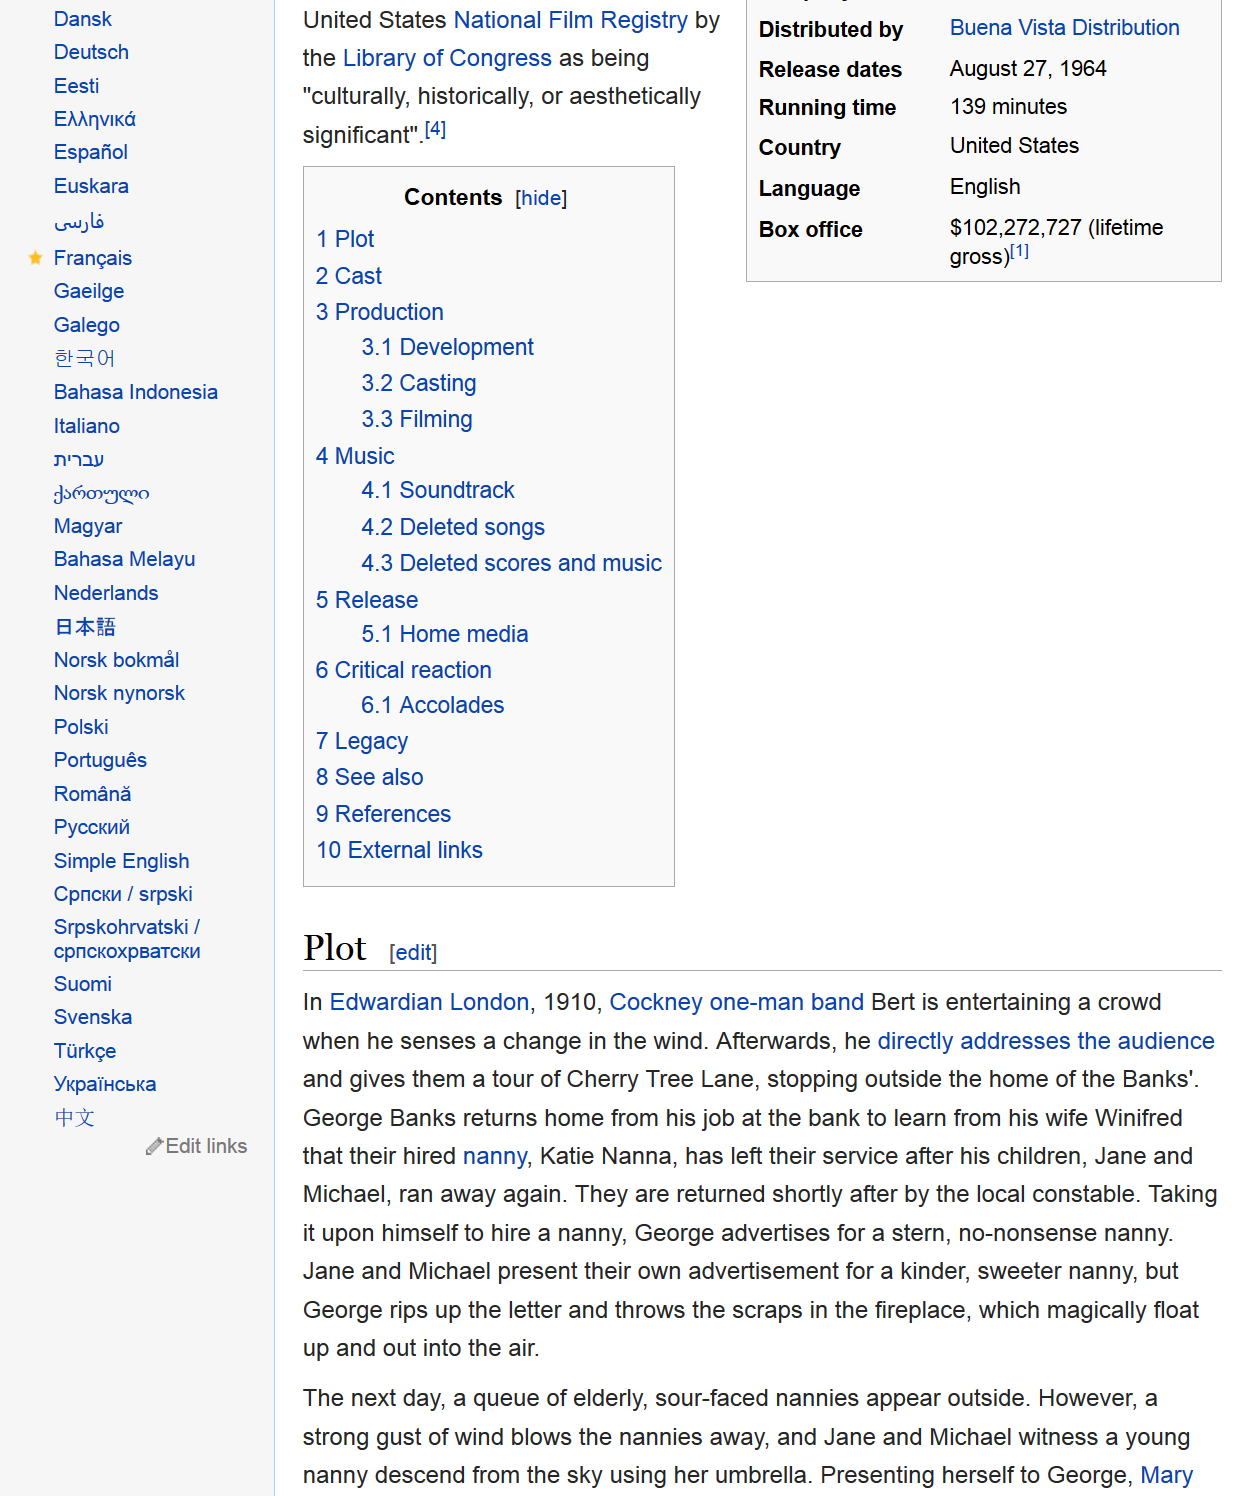 Dansk
Deutsch
Eesti
Ελληνικά
Español
Euskara
فارسی
Français
Gaeilge
Galego
한국어
Bahasa Indonesia
Italiano
עברית
ქართული
Magyar
Bahasa Melayu
Nederlands
日本語
Norsk bokmål
Norsk nynorsk
Polski
Português
Română
Русский
Simple English
Српски / srpski
Srpskohrvatski /
српскохрватски
Suomi
Svenska
Türkçe
Українська
中文
Edit links
United States National Film Registry by
the Library of Congress as being
"culturally, historically, or aesthetically
significant".[4]
Distributed by Buena Vista Distribution
Release dates August 27, 1964
Running time 139 minutes
Country United States
Language English
Box office $102,272,727 (lifetime
gross)[1]
Contents [hide]
1 Plot
2 Cast
3 Production
3.1 Development
3.2 Casting
3.3 Filming
4 Music
4.1 Soundtrack
4.2 Deleted songs
4.3 Deleted scores and music
5 Release
5.1 Home media
6 Critical reaction
6.1 Accolades
7 Legacy
8 See also
9 References
10 External links
Plot [edit]
In Edwardian London, 1910, Cockney one-man band Bert is entertaining a crowd
when he senses a change in the wind. Afterwards, he directly addresses the audience
and gives them a tour of Cherry Tree Lane, stopping outside the home of the Banks'.
George Banks returns home from his job at the bank to learn from his wife Winifred
that their hired nanny, Katie Nanna, has left their service after his children, Jane and
Michael, ran away again. They are returned shortly after by the local constable. Taking
it upon himself to hire a nanny, George advertises for a stern, no-nonsense nanny.
Jane and Michael present their own advertisement for a kinder, sweeter nanny, but
George rips up the letter and throws the scraps in the fireplace, which magically float
up and out into the air.
The next day, a queue of elderly, sour-faced nannies appear outside. However, a
strong gust of wind blows the nannies away, and Jane and Michael witness a young
nanny descend from the sky using her umbrella. Presenting herself to George, Mary